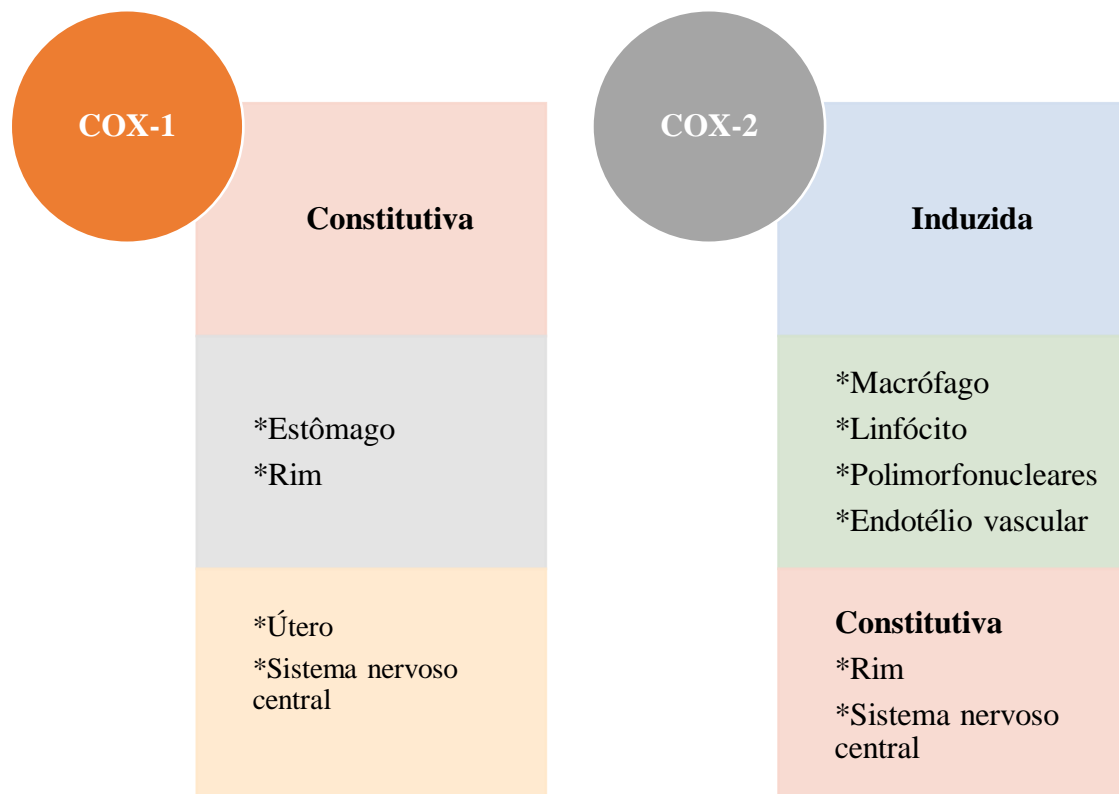 COX-1
Constitutiva
*Estômago
*Rim
*Útero
*Sistema nervoso
central
COX-2
Induzida
*Macrófago
*Linfócito
*Polimorfonucleares
*Endotélio vascular
Constitutiva
*Rim
*Sistema nervoso
central